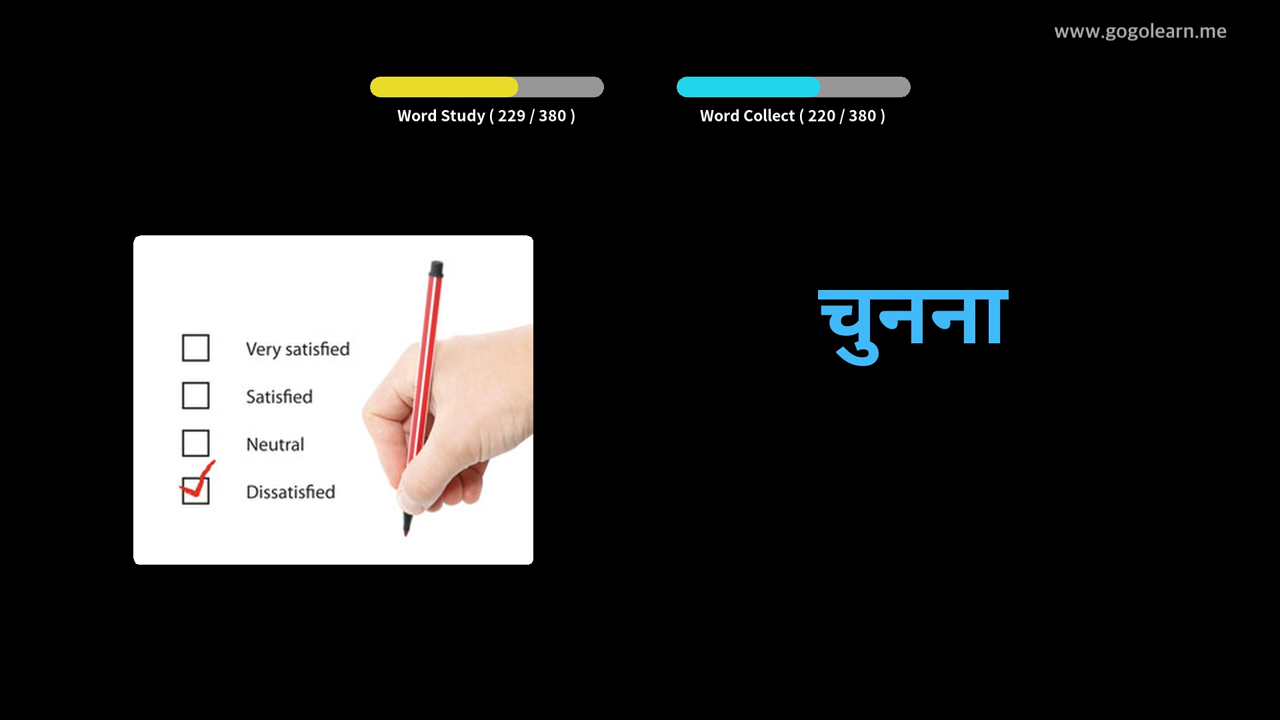 www.gogolearn.me
Word Study ( 229 / 380 )
Word Collect ( 220 / 380 )
Very satisfied
Satisfied
Neutral
Dissatisfied
चुनना